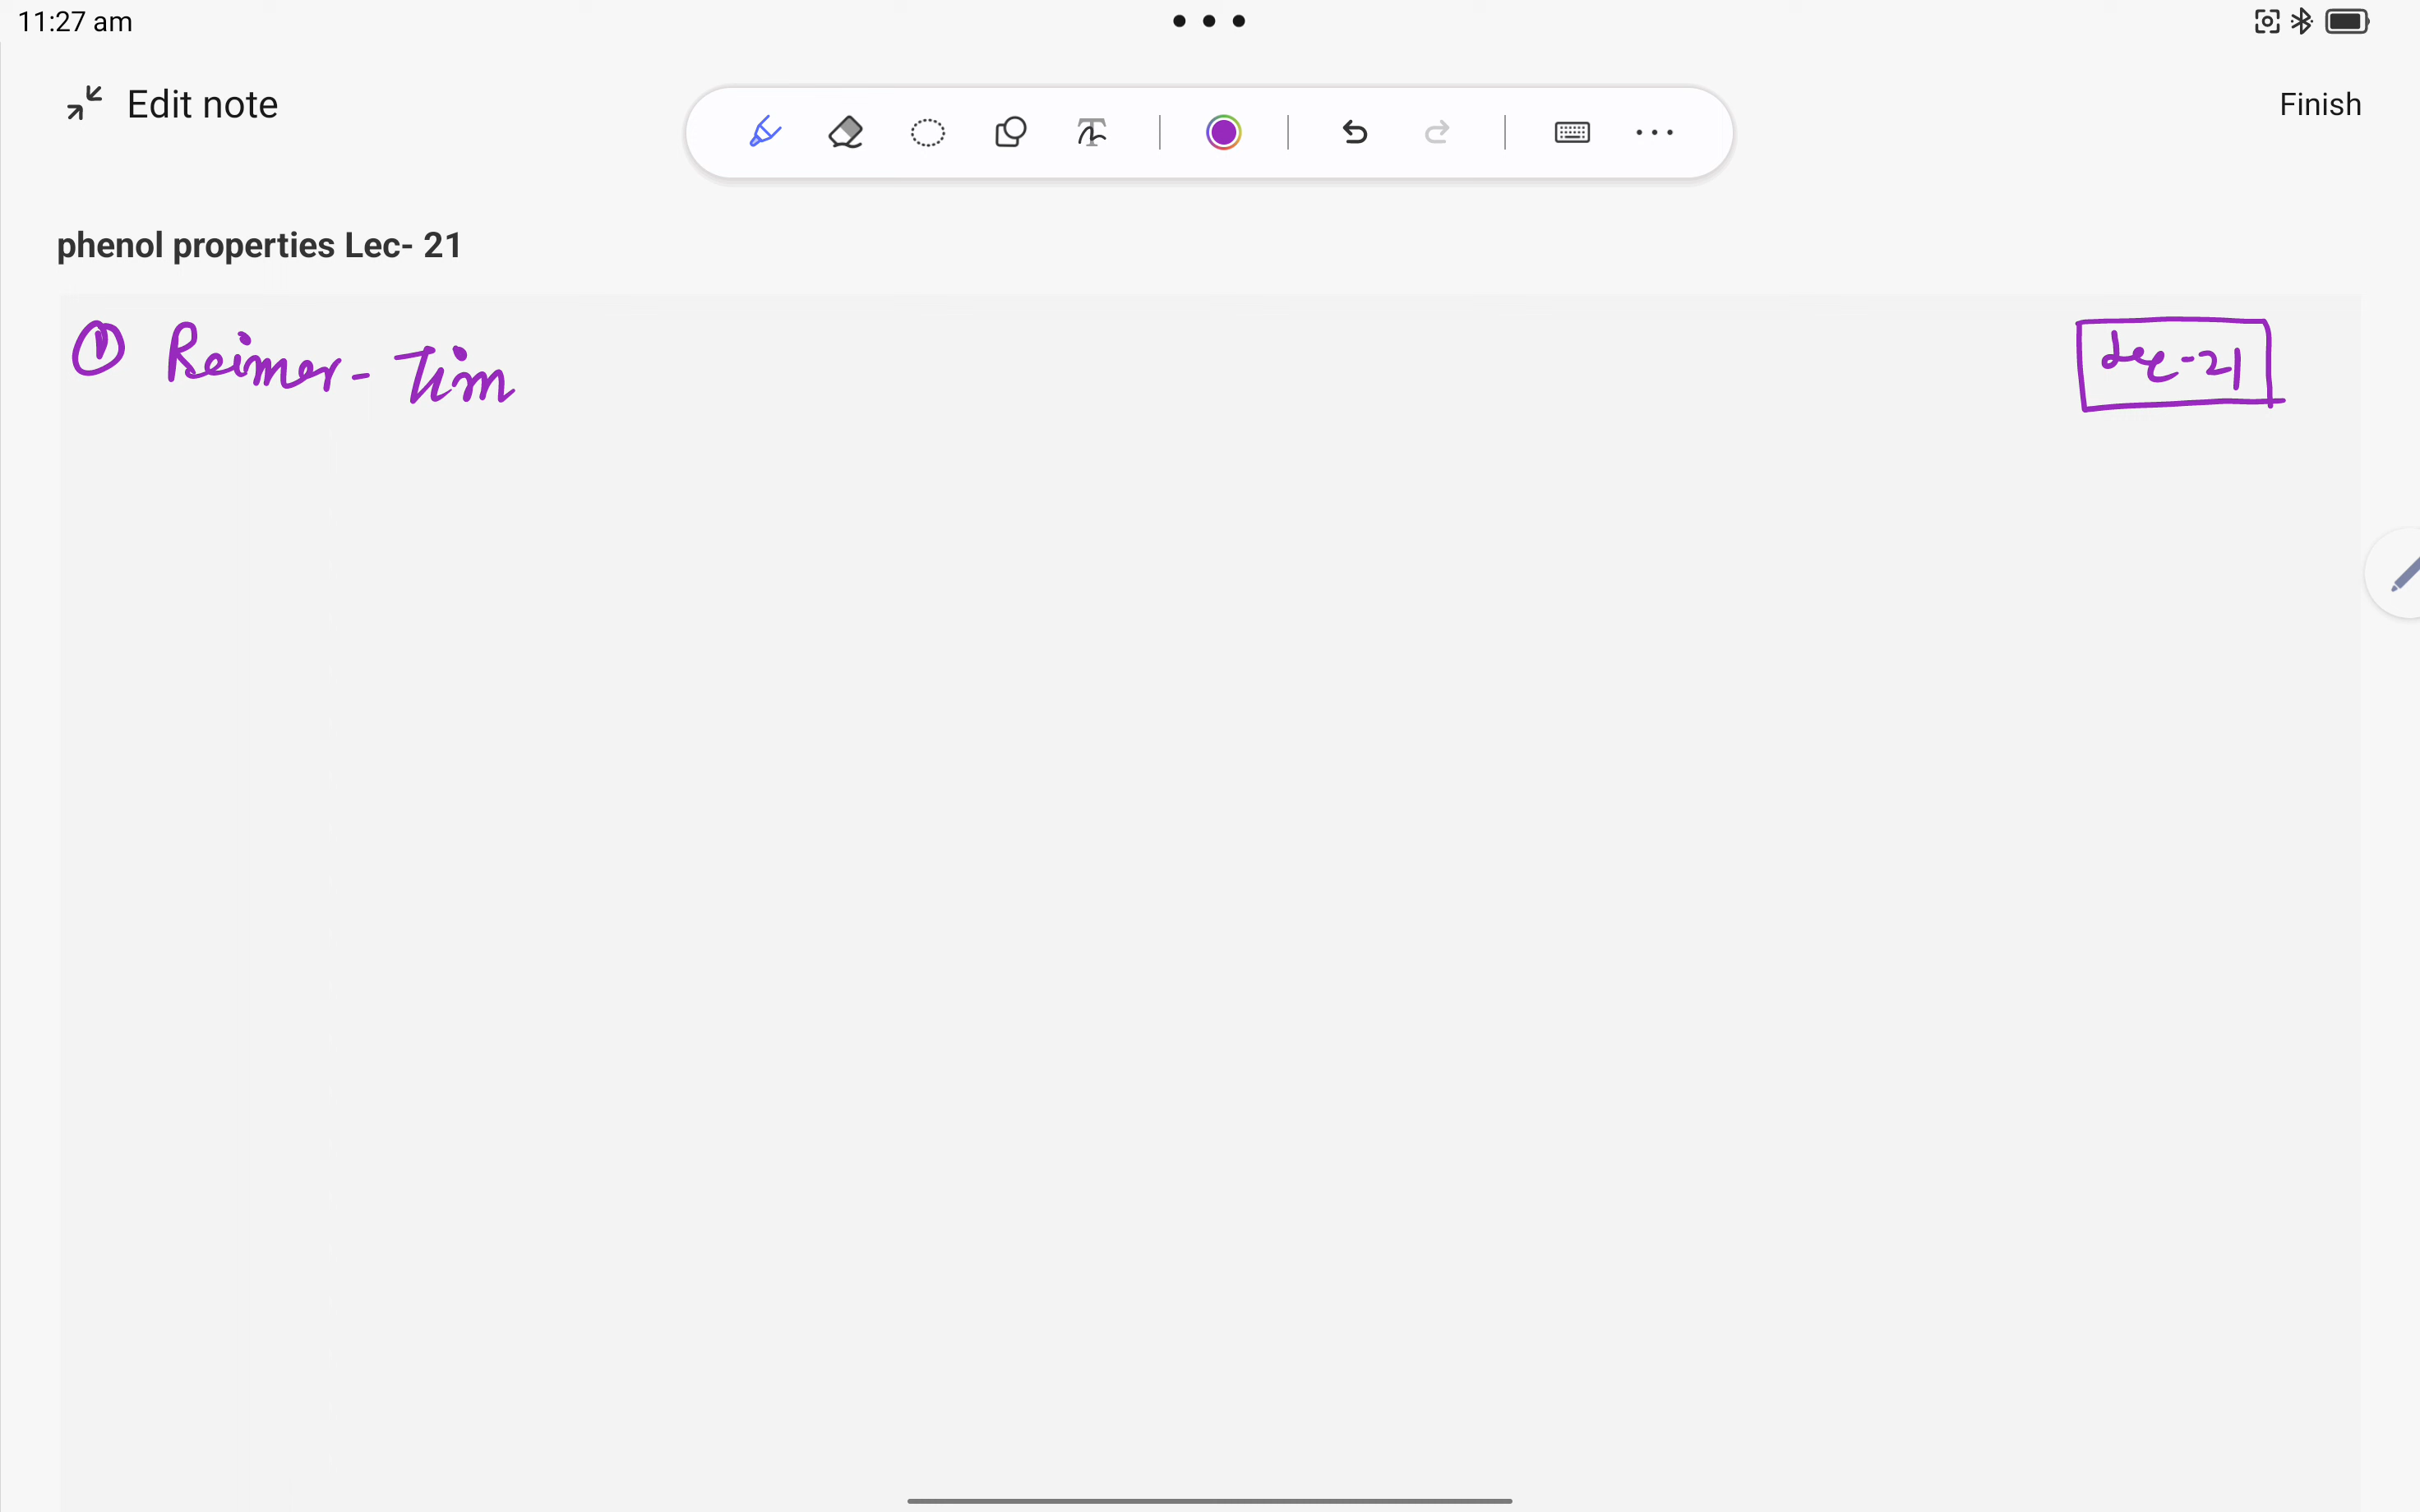 11:27 am
Edit note
Finish
phenol properties Lec- 21
① Reimer- Tim
Lec-21